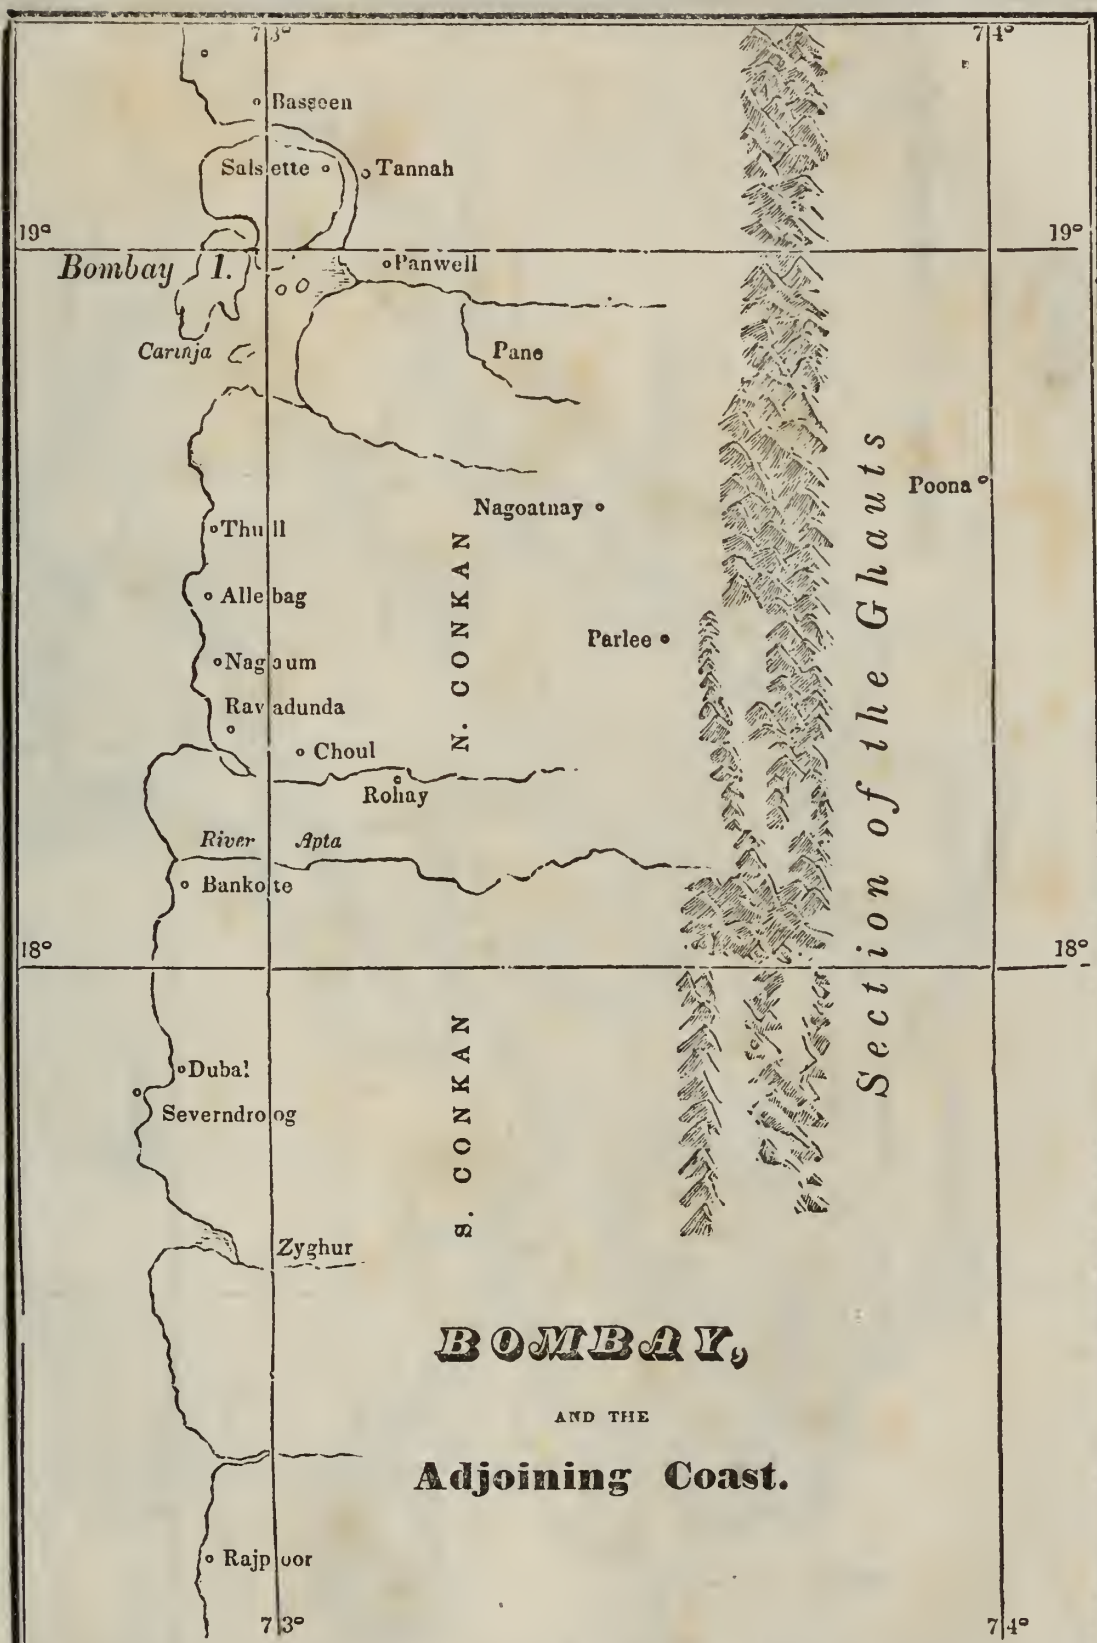 73°
74°
Basseen
Salsette
Tannah
19°
19°
Bombay I.
Panwell
Carinja
Pane
Poona
Nagoatnay
Thull
Allebag
Parlee
N. CONKAN
Section of the Ghauts
Nagoum
Ravadunda
Choul
Rohay
River Apta
Bankote
18°
18°
S. CONKAN
Dubal
Severndroog
Zyghur
BOMBAY,
AND THE
Adjoining Coast.
Rajpoor
73°
74°